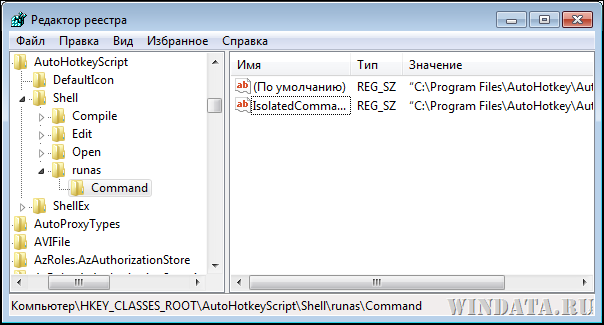 Редактор реестра
Файл Правка Вид Избранное Справка
AutoHotkeyScript
DefaultIcon
Shell
Compile
Edit
Open
runas
Command
ShellEx
AutoProxyTypes
AVIFile
AzRoles.AzAuthorizationStore
Имя Тип Значение
ab (По умолчанию) REG_SZ "C:\Program Files\AutoHotkey\Aut
ab IsolatedComma... REG_SZ "C:\Program Files\AutoHotkey\Aut
Компьютер\HKEY_CLASSES_ROOT\AutoHotkeyScript\Shell\runas\Command
WINDATA.RU